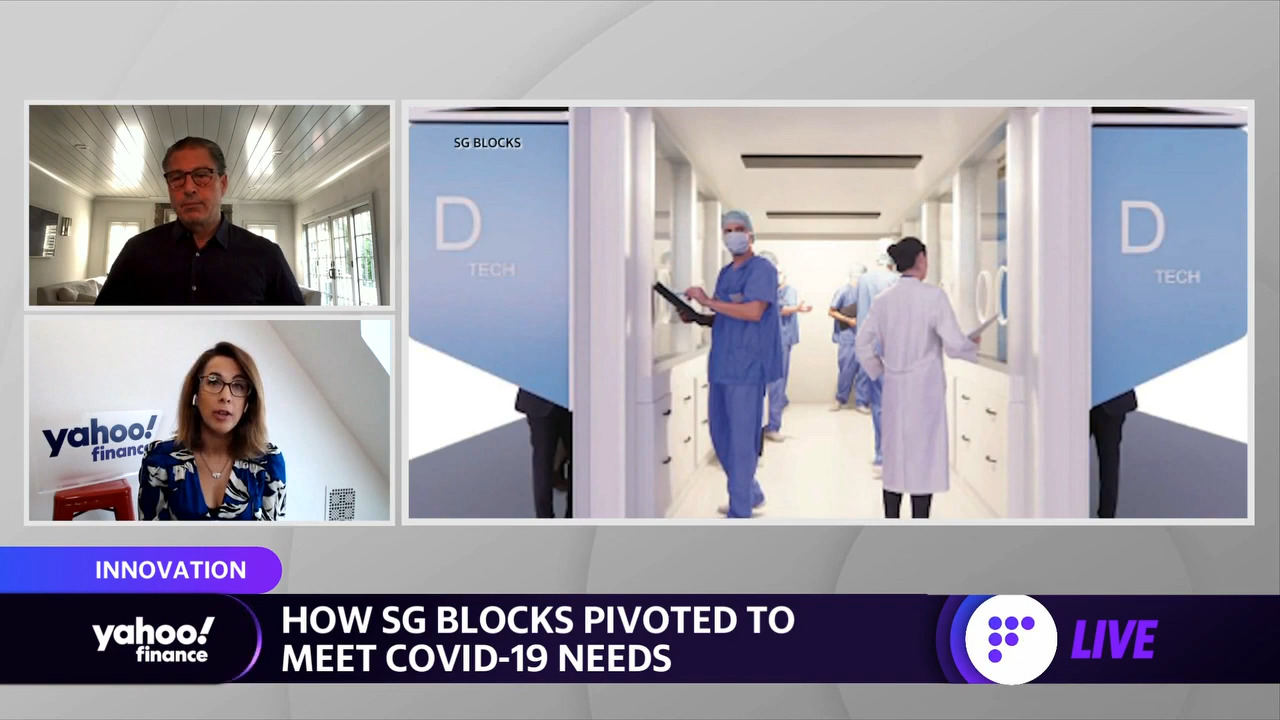 SG BLOCKS
D
TECH
D
TECH
yahoo!
finance
INNOVATION
yahoo!
finance
HOW SG BLOCKS PIVOTED TO
MEET COVID-19 NEEDS
LIVE